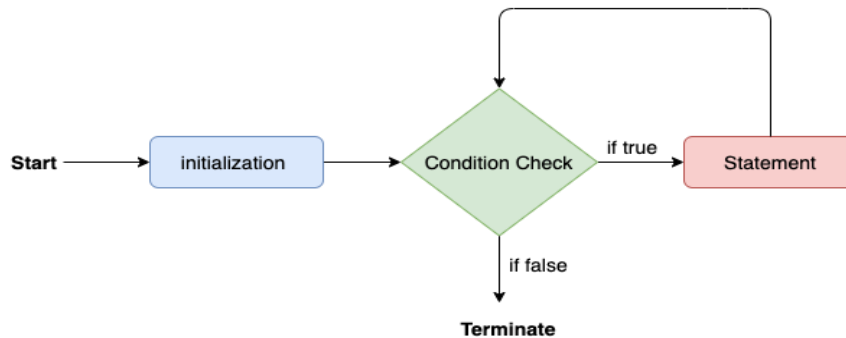 Start
initialization
Condition Check
if true
Statement
if false
Terminate